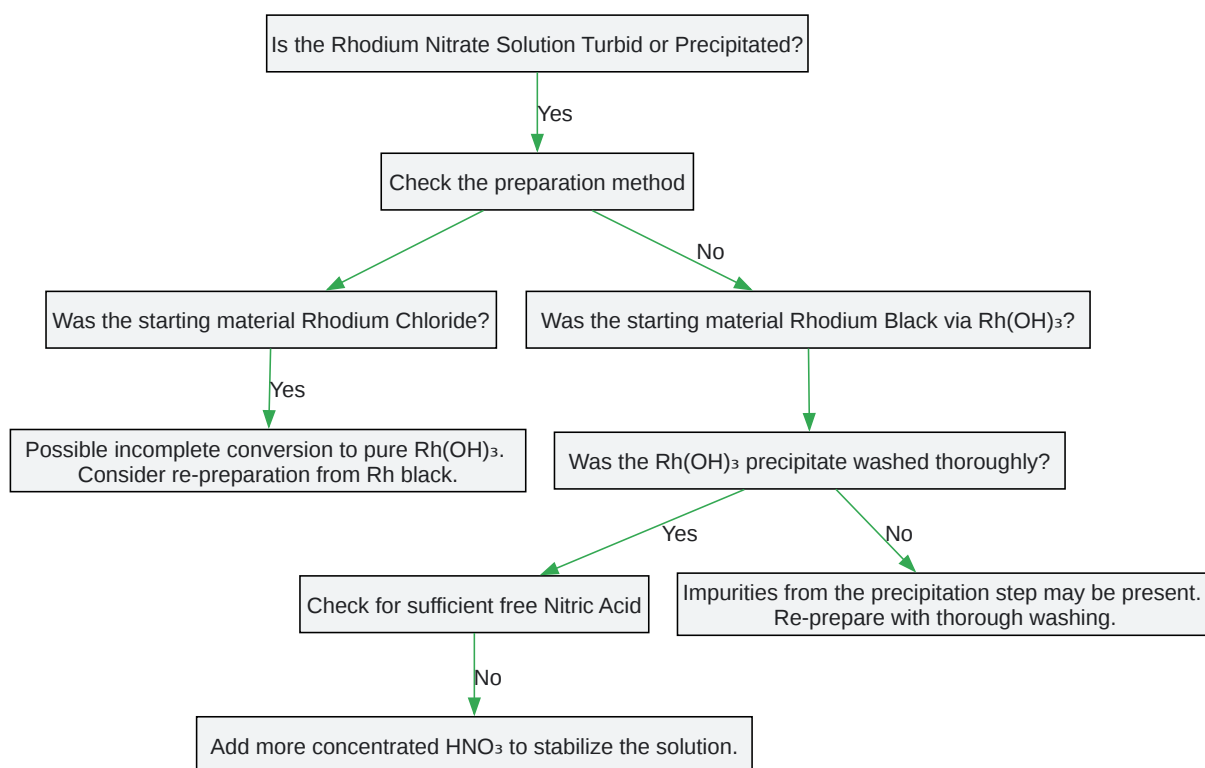 Is the Rhodium Nitrate Solution Turbid or Precipitated?
Yes
Check the preparation method
No
Was the starting material Rhodium Chloride?
Was the starting material Rhodium Black via Rh(OH)₃?
Yes
Possible incomplete conversion to pure Rh(OH)₃.
Consider re-preparation from Rh black.
Was the Rh(OH)₃ precipitate washed thoroughly?
Yes
No
Check for sufficient free Nitric Acid
Impurities from the precipitation step may be present.
Re-prepare with thorough washing.
No
Add more concentrated HNO₃ to stabilize the solution.